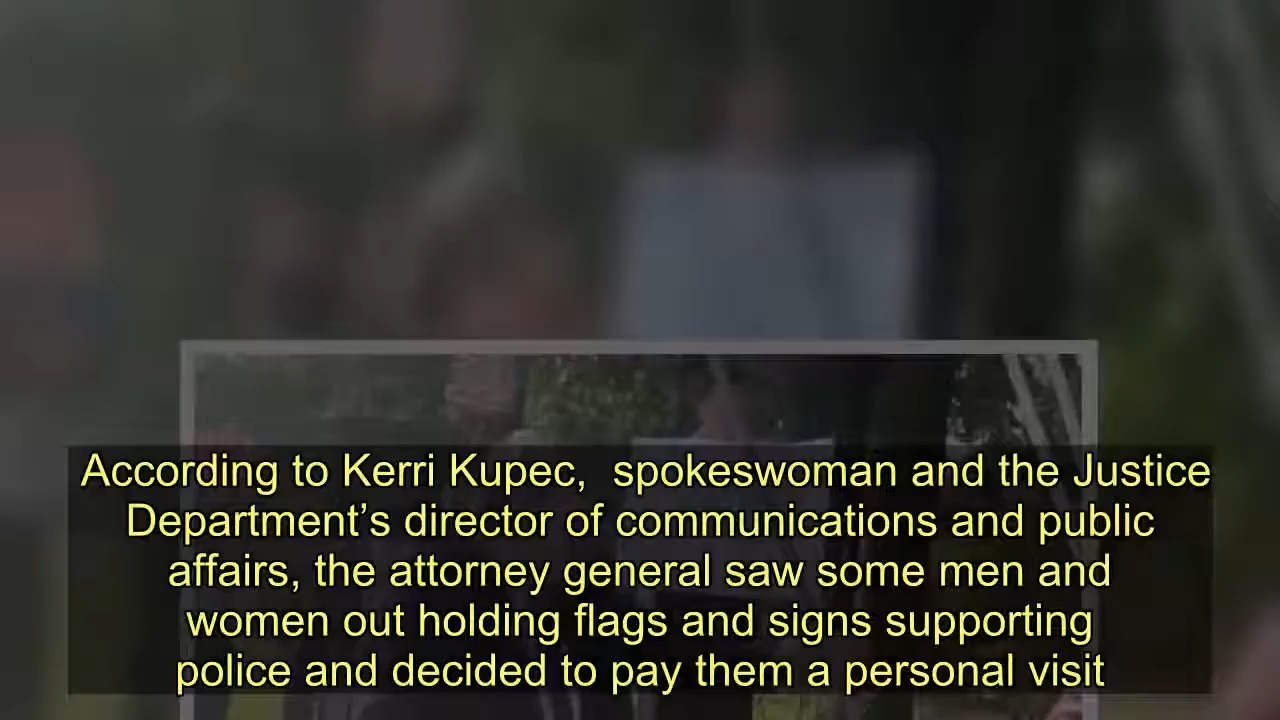 According to Kerri Kupec,  spokeswoman and the Justice
Department’s director of communications and public
affairs, the attorney general saw some men and
women out holding flags and signs supporting
police and decided to pay them a personal visit